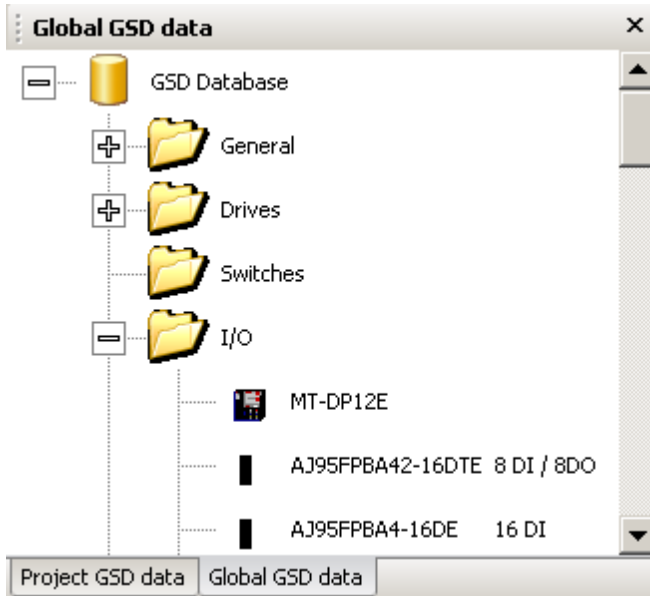 Global GSD data
GSD Database
General
Drives
Switches
I/O
MT-DP12E
AJ95FPBA42-16DTE 8 DI / 8DO
AJ95FPBA4-16DE 16 DI
Project GSD data Global GSD data